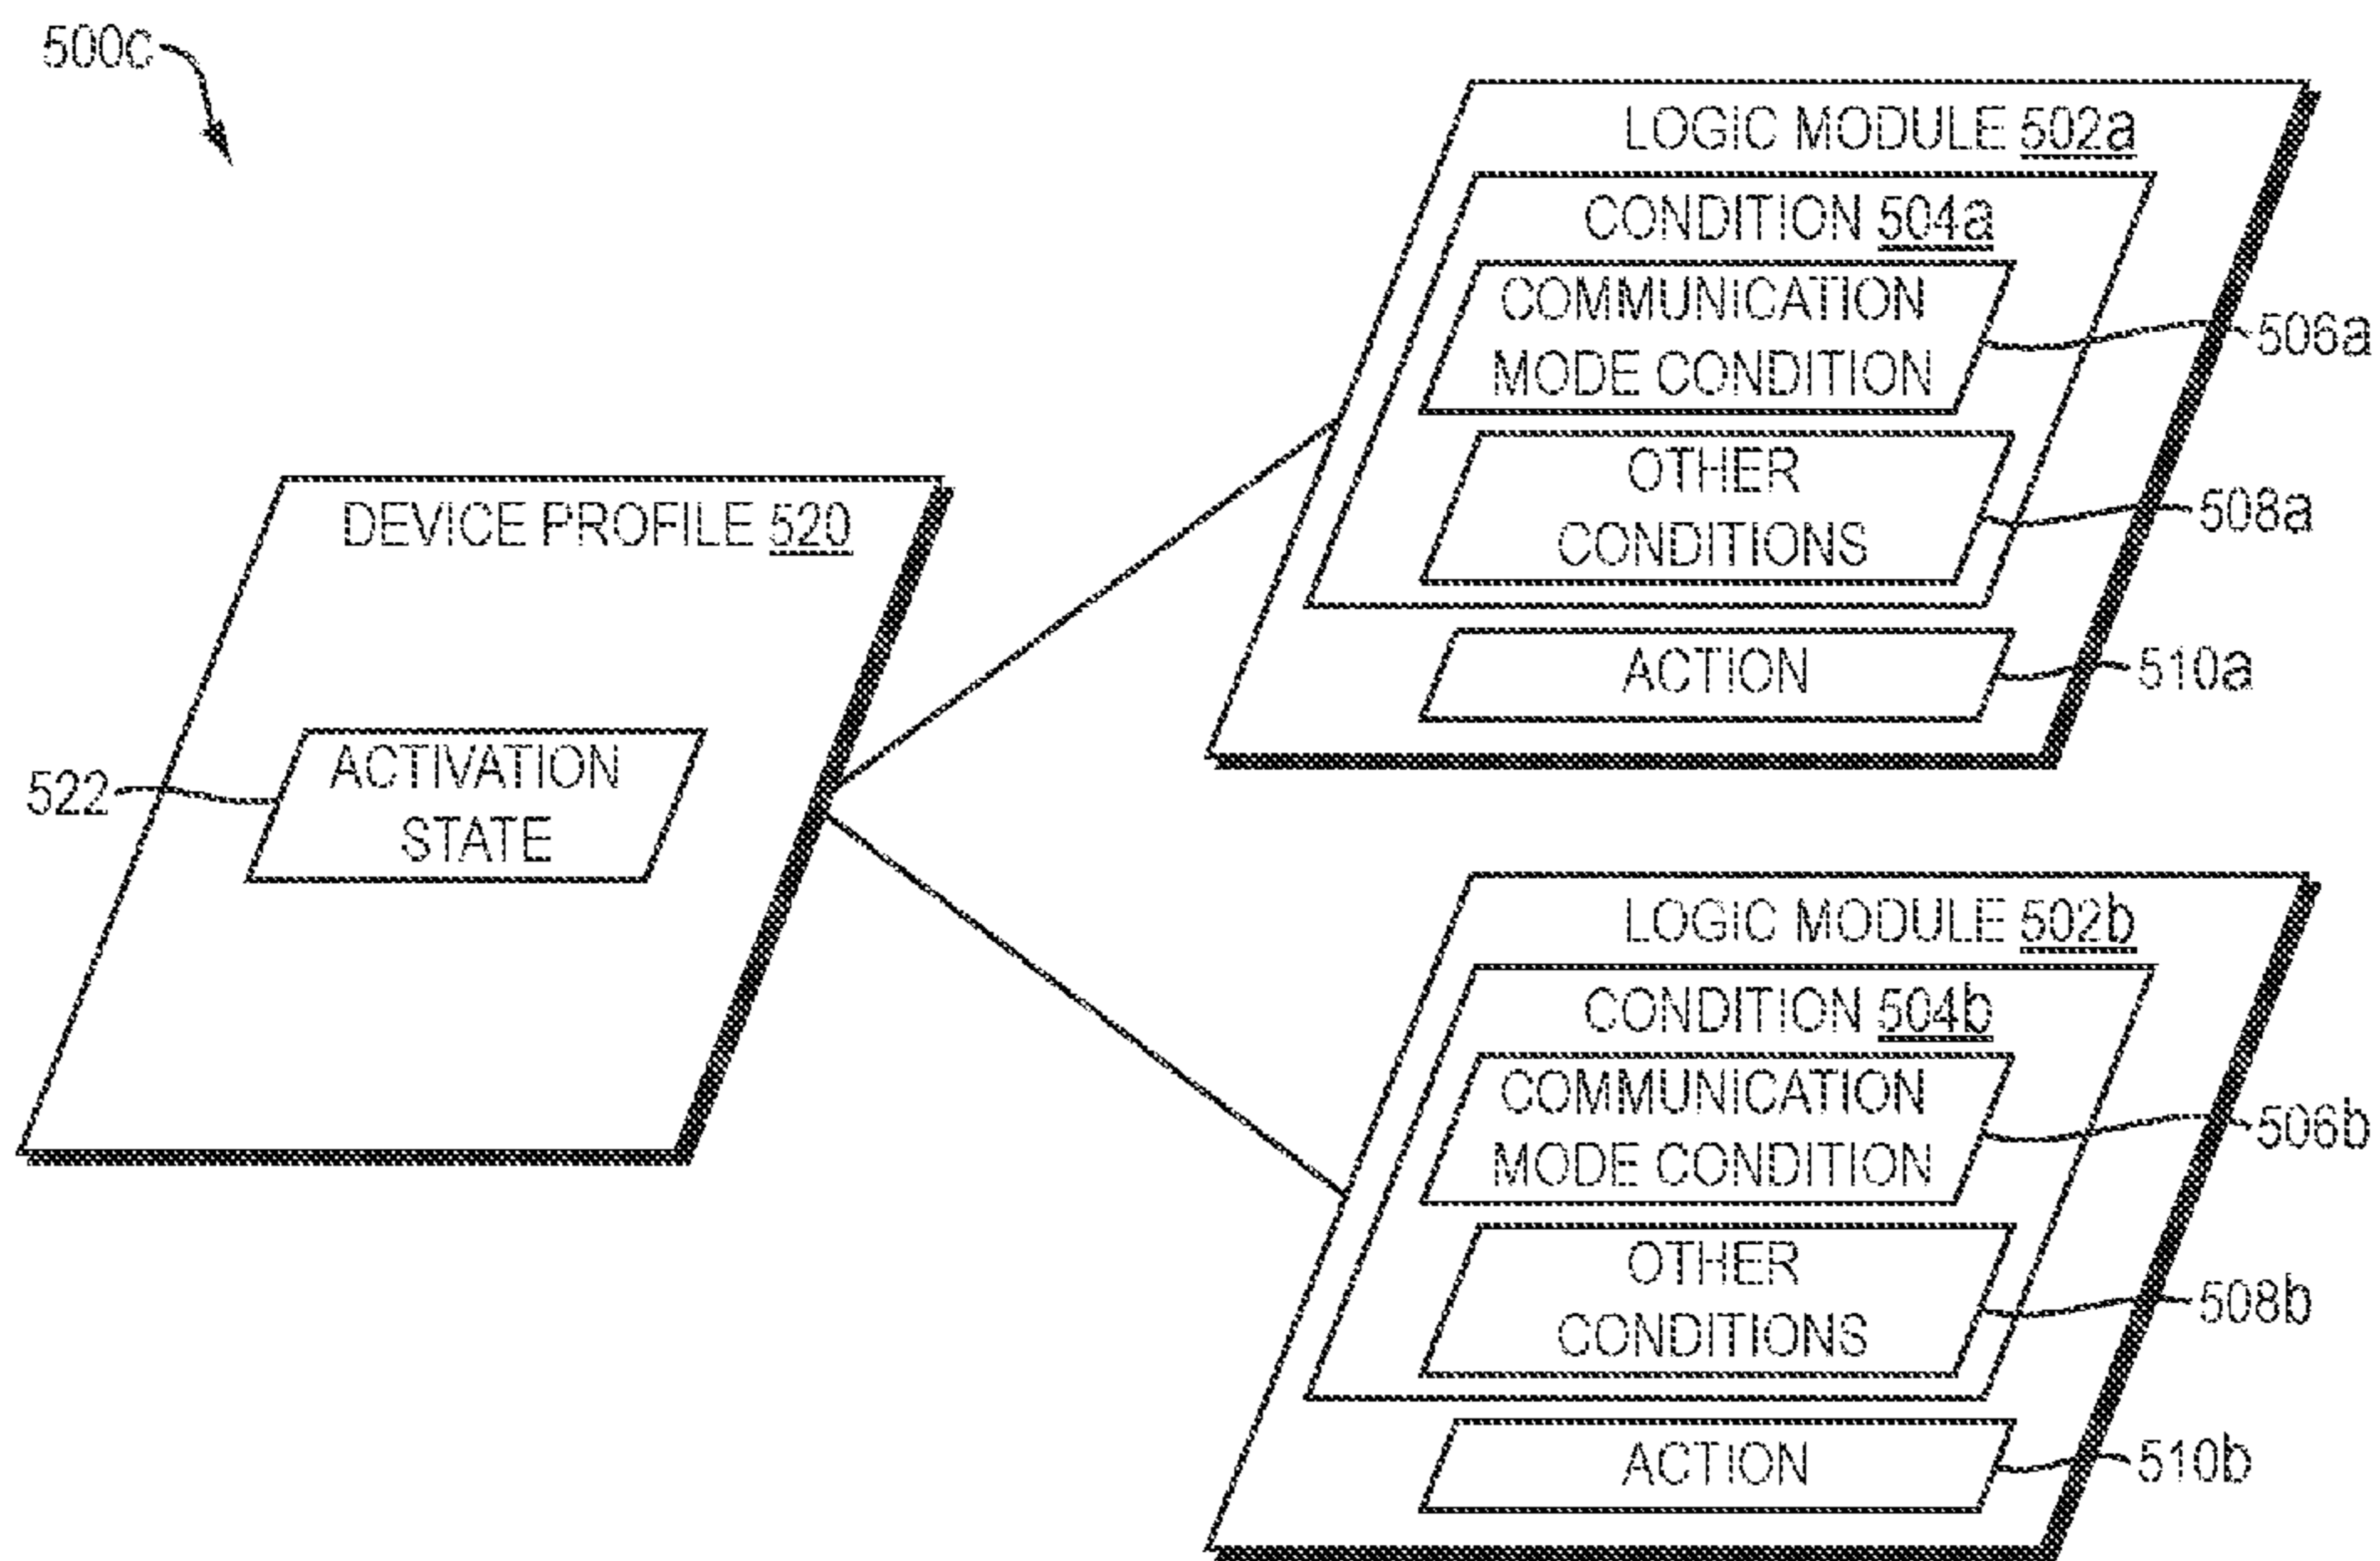 500c
LOGIC MODULE 502a
CONDITION 504a
COMMUNICATION
MODE CONDITION
506a
OTHER
CONDITIONS
508a
ACTION
510a
DEVICE PROFILE 520
ACTIVATION
STATE
522
LOGIC MODULE 502b
CONDITION 504b
COMMUNICATION
MODE CONDITION
506b
OTHER
CONDITIONS
508b
ACTION
510b